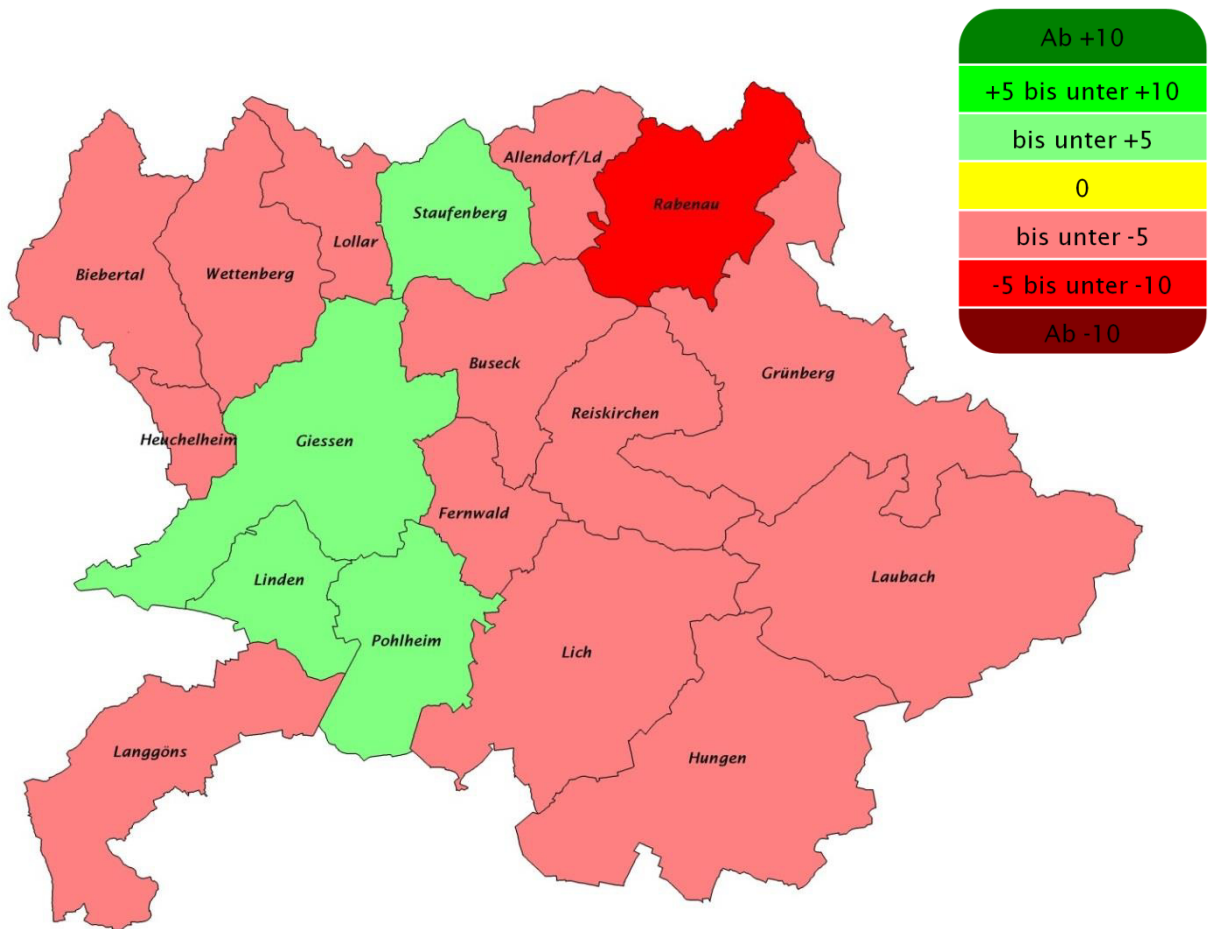 Ab +10
+5 bis unter +10
bis unter +5
0
bis unter -5
-5 bis unter -10
Ab -10
Allendorf/Ld
Rabenau
Staufenberg
Lollar
Biebertal
Wettenberg
Buseck
Grünberg
Reiskirchen
Heuchelheim
Giessen
Fernwald
Linden
Laubach
Pohlheim
Lich
Langgöns
Hungen